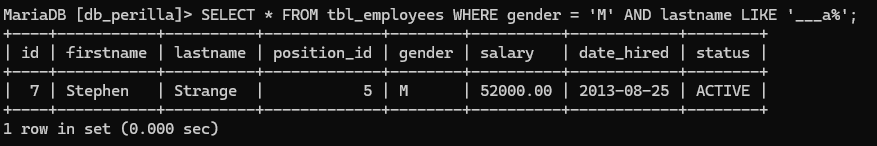 MariaDB [db_perilla]> SELECT * FROM tbl_employees WHERE gender = 'M' AND lastname LIKE '___a%';
+----+-----------+----------+-------------+--------+----------+------------+--------+
| id | firstname | lastname | position_id | gender | salary   | date_hired | status |
+----+-----------+----------+-------------+--------+----------+------------+--------+
|  7 | Stephen   | Strange  |           5 | M      | 52000.00 | 2013-08-25 | ACTIVE |
+----+-----------+----------+-------------+--------+----------+------------+--------+
1 row in set (0.000 sec)